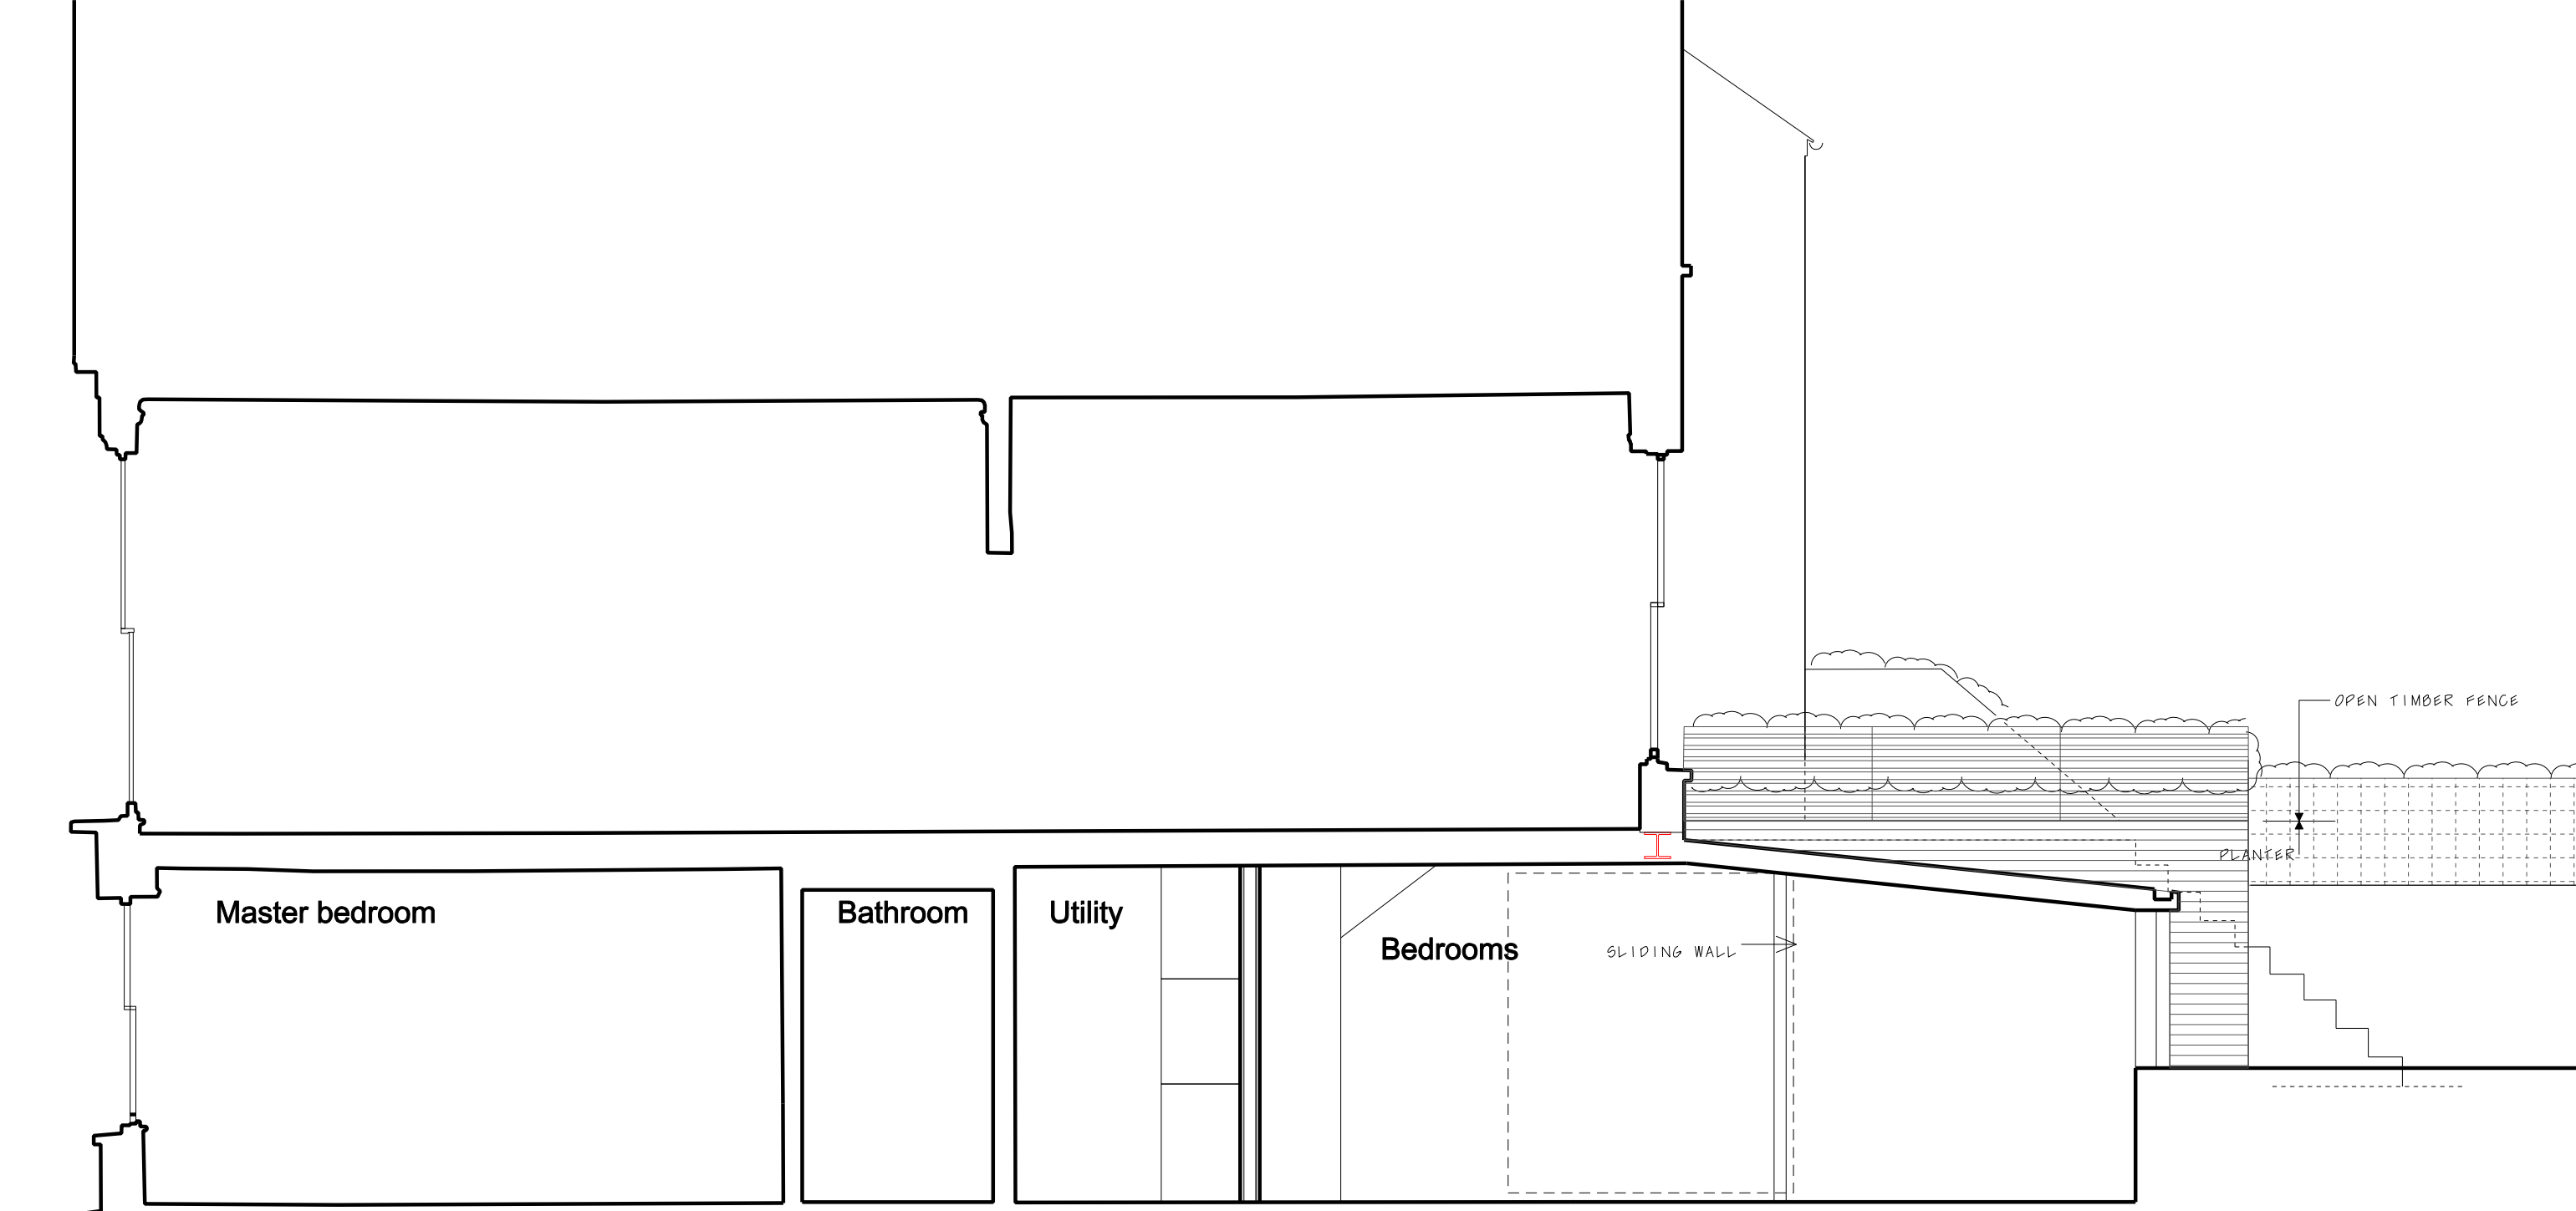 OPEN TIMBER FENCE
PLANTER
Master bedroom
Bathroom
Utility
Bedrooms
SLIDING WALL